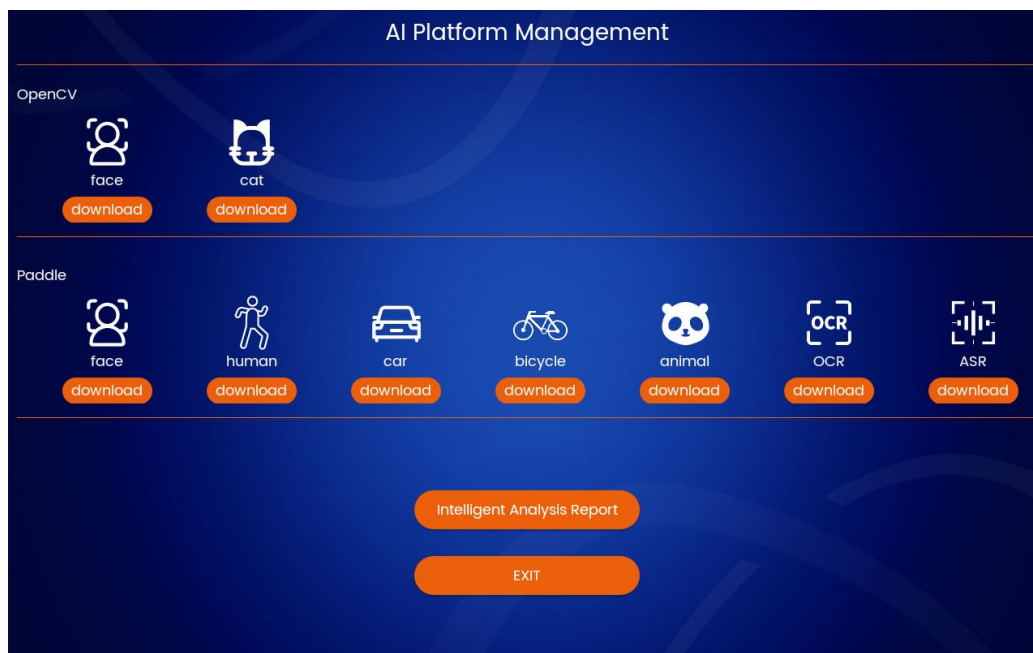 AI Platform Management
OpenCV
face cat
download download
Paddle
face human car bicycle animal OCR OCR ASR
download download download download download download download
Intelligent Analysis Report
EXIT